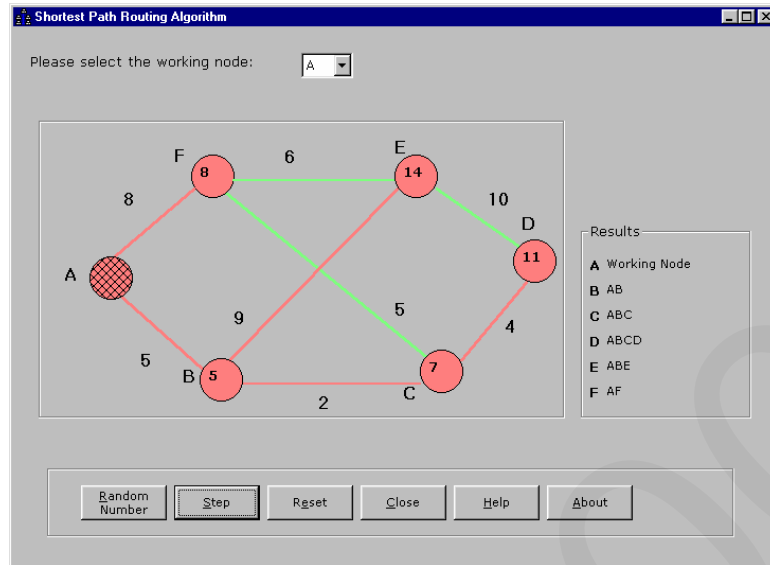 Shortest Path Routing Algorithm
Please select the working node: A
F 8 6 E 14
8 10
D 11
A
9 5 4
5
B 5 2 C 7
Results
A Working Node
B AB
C ABC
D ABCD
E ABE
F AF
Random
Number
Step
Reset
Close
Help
About